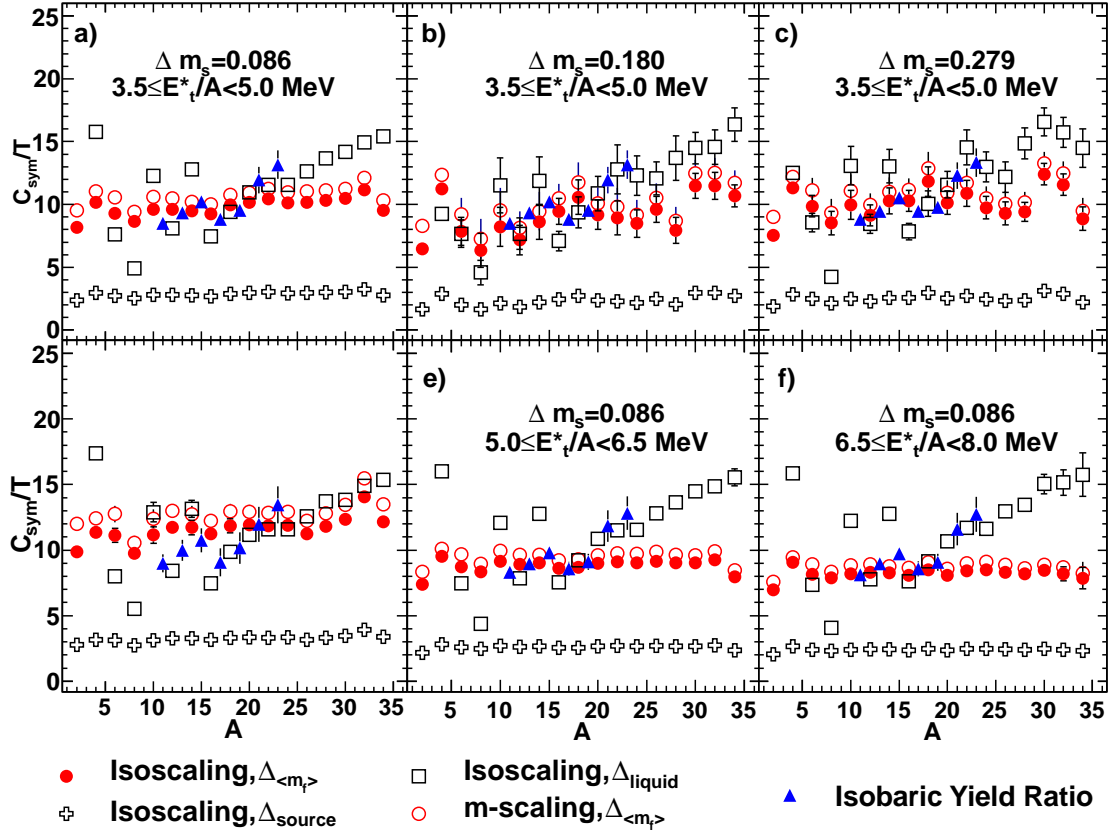 a)
Δ m_s=0.086
3.5≤E*_t/A<5.0 MeV
b)
Δ m_s=0.180
3.5≤E*_t/A<5.0 MeV
c)
Δ m_s=0.279
3.5≤E*_t/A<5.0 MeV
C_sym/T
25
20
15
10
5
0
e)
Δ m_s=0.086
5.0≤E*_t/A<6.5 MeV
f)
Δ m_s=0.086
6.5≤E*_t/A<8.0 MeV
C_sym/T
25
20
15
10
5
0
5 10 15 20 25 30 35
5 10 15 20 25 30 35
5 10 15 20 25 30 35
A
A
A
Isoscaling,Δ_<m_f>
Isoscaling,Δ_liquid
Isobaric Yield Ratio
Isoscaling,Δ_source
m-scaling,Δ_<m_f>